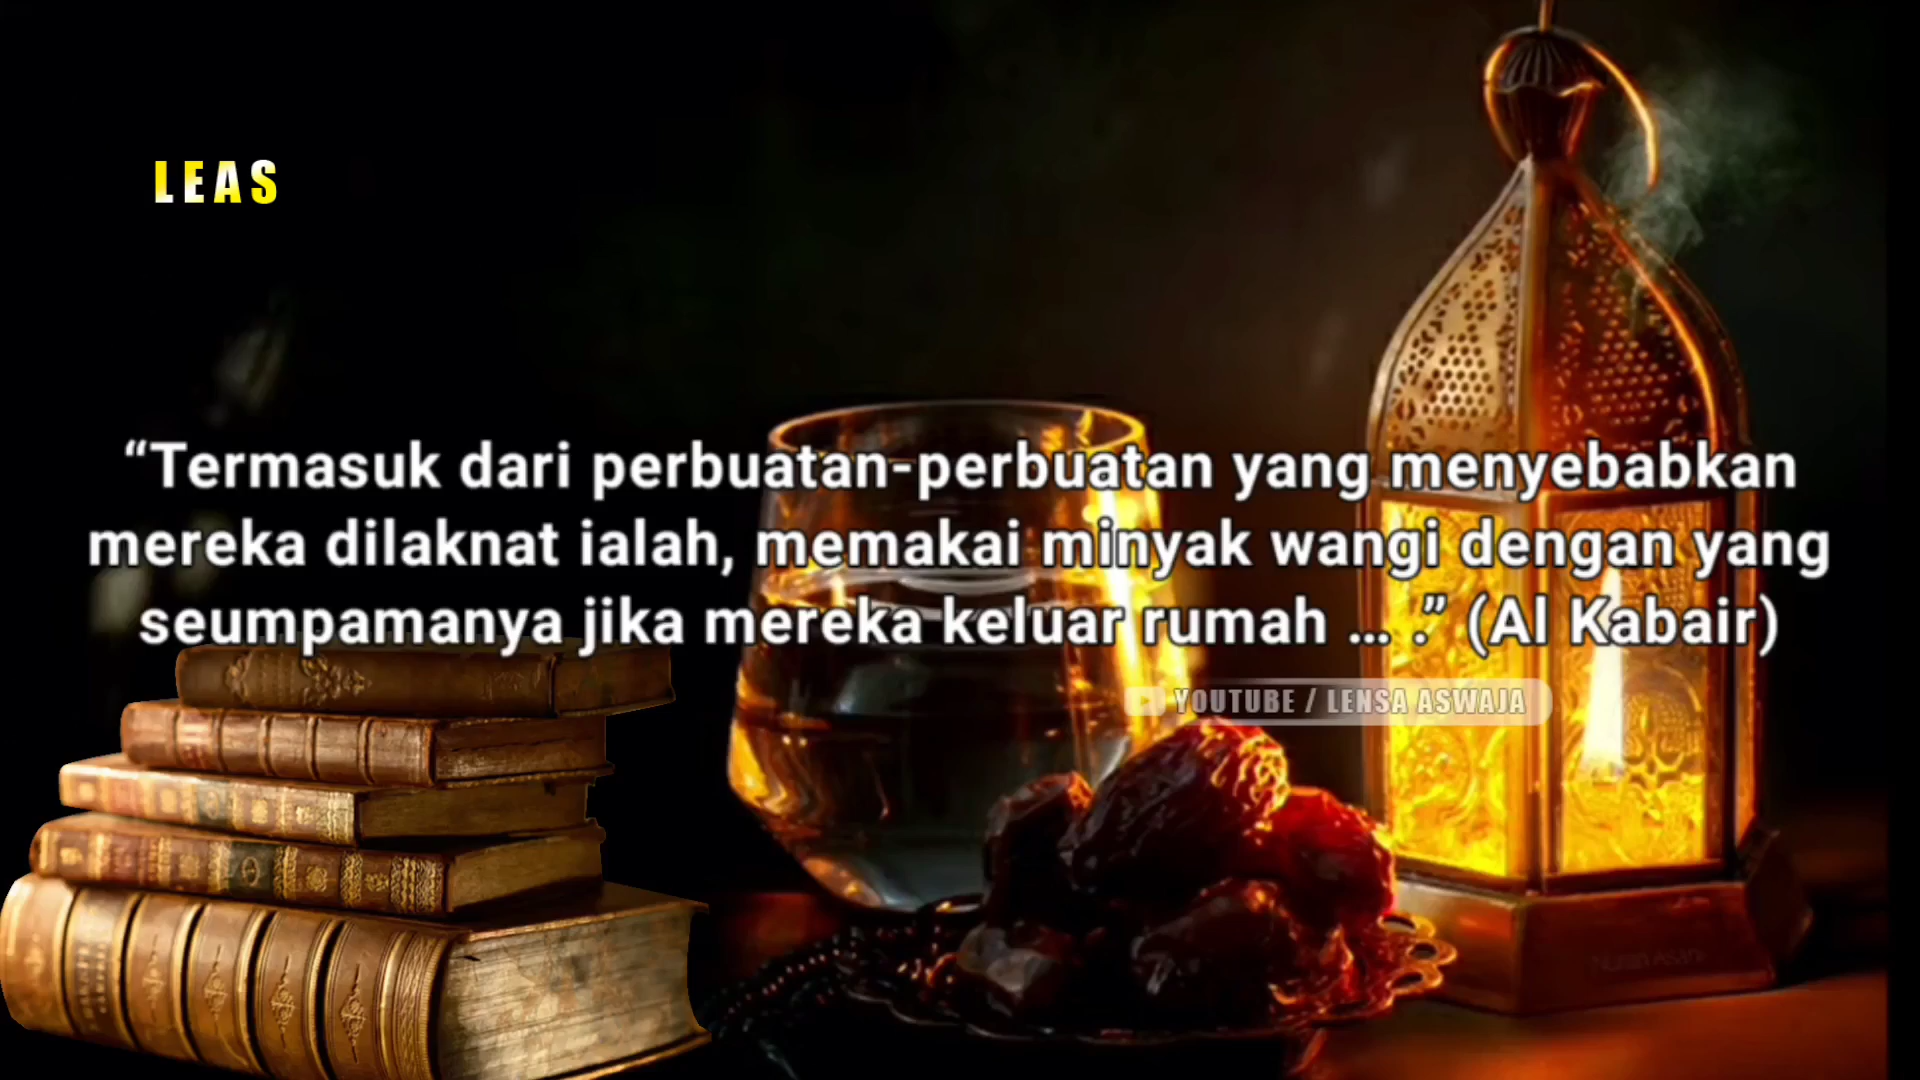 LEAS
“Termasuk dari perbuatan-perbuatan yang menyebabkan
mereka dilaknat ialah, memakai minyak wangi dengan yang
seumpamanya jika mereka keluar rumah ... .” (Al Kabair)
YOUTUBE / LENSA ASWAJA